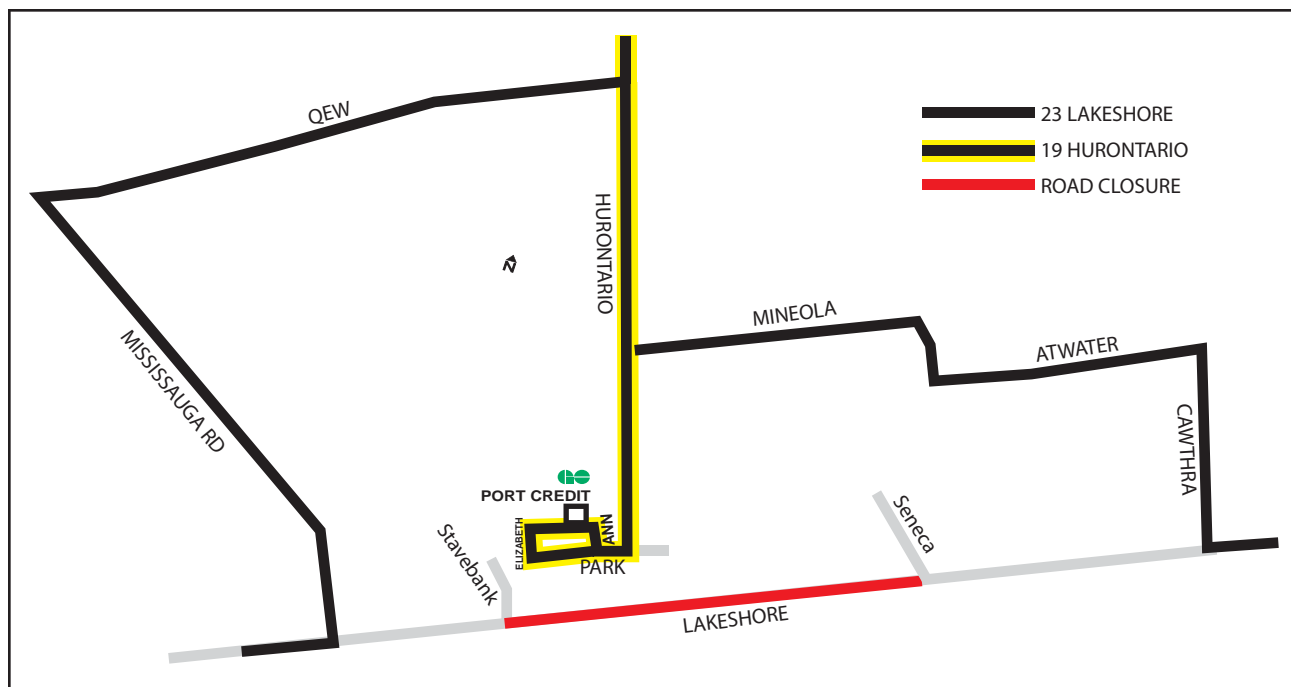 QEW
23 LAKESHORE
19 HURONTARIO
ROAD CLOSURE
HURONTARIO
N
MINEOLA
ATWATER
MISSISSAUGA RD
CAWTHRA
GO
PORT CREDIT
Seneca
ELIZABETH
ANN
Stavebank
PARK
LAKESHORE